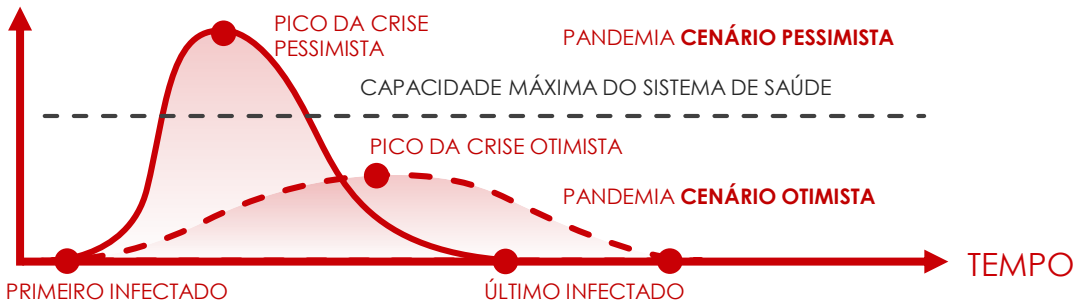 PICO DA CRISE
PESSIMISTA
PANDEMIA CENÁRIO PESSIMISTA
CAPACIDADE MÁXIMA DO SISTEMA DE SAÚDE
PICO DA CRISE OTIMISTA
PANDEMIA CENÁRIO OTIMISTA
TEMPO
PRIMEIRO INFECTADO
ÚLTIMO INFECTADO